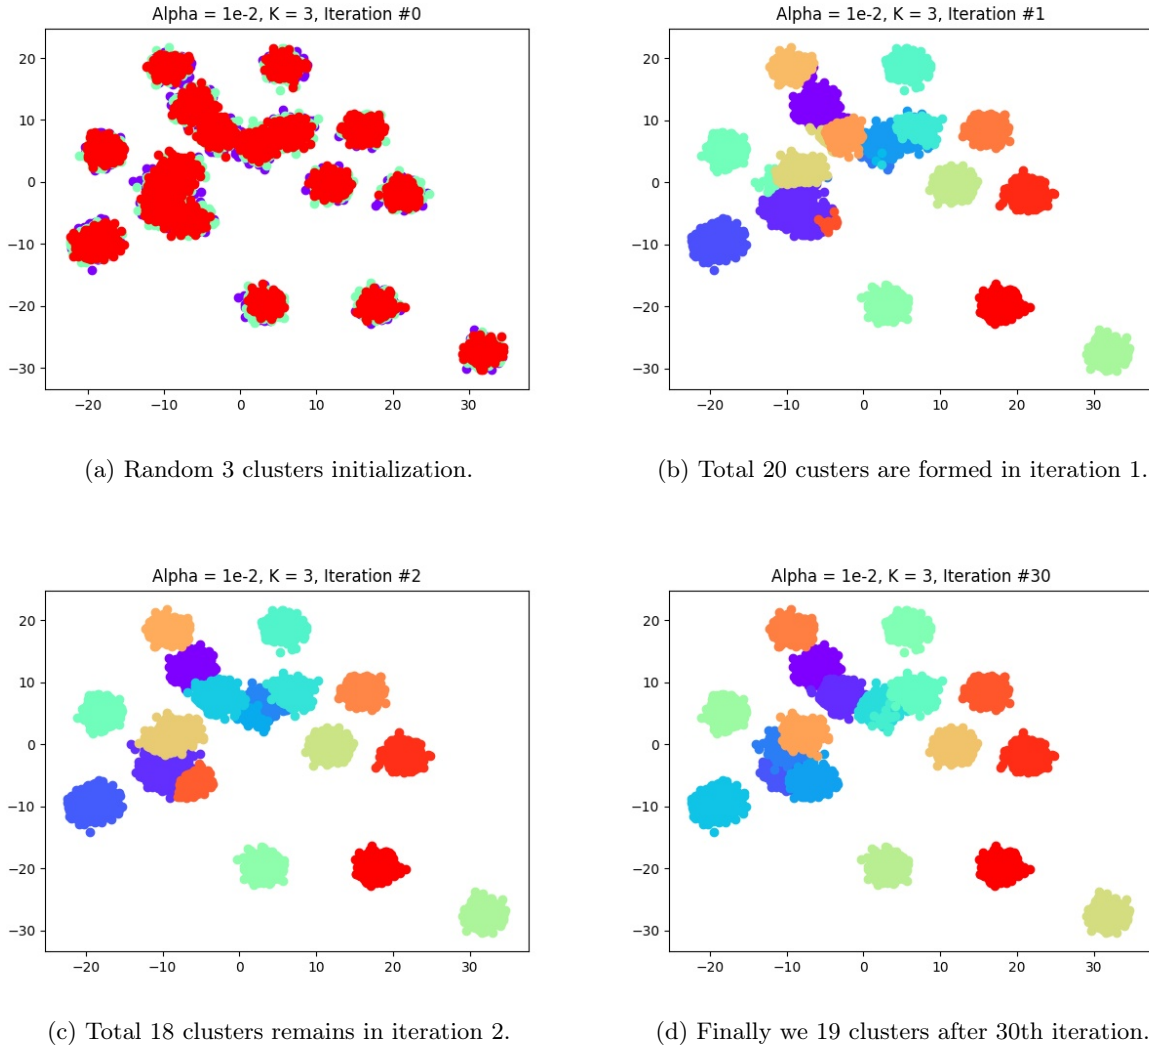 Alpha = 1e-2, K = 3, Iteration #0
20
10
0
−10
−20
−30
−20 −10 0 10 20 30
(a) Random 3 clusters initialization.
Alpha = 1e-2, K = 3, Iteration #1
20
10
0
−10
−20
−30
−20 −10 0 10 20 30
(b) Total 20 custers are formed in iteration 1.
Alpha = 1e-2, K = 3, Iteration #2
20
10
0
−10
−20
−30
−20 −10 0 10 20 30
(c) Total 18 clusters remains in iteration 2.
Alpha = 1e-2, K = 3, Iteration #30
20
10
0
−10
−20
−30
−20 −10 0 10 20 30
(d) Finally we 19 clusters after 30th iteration.